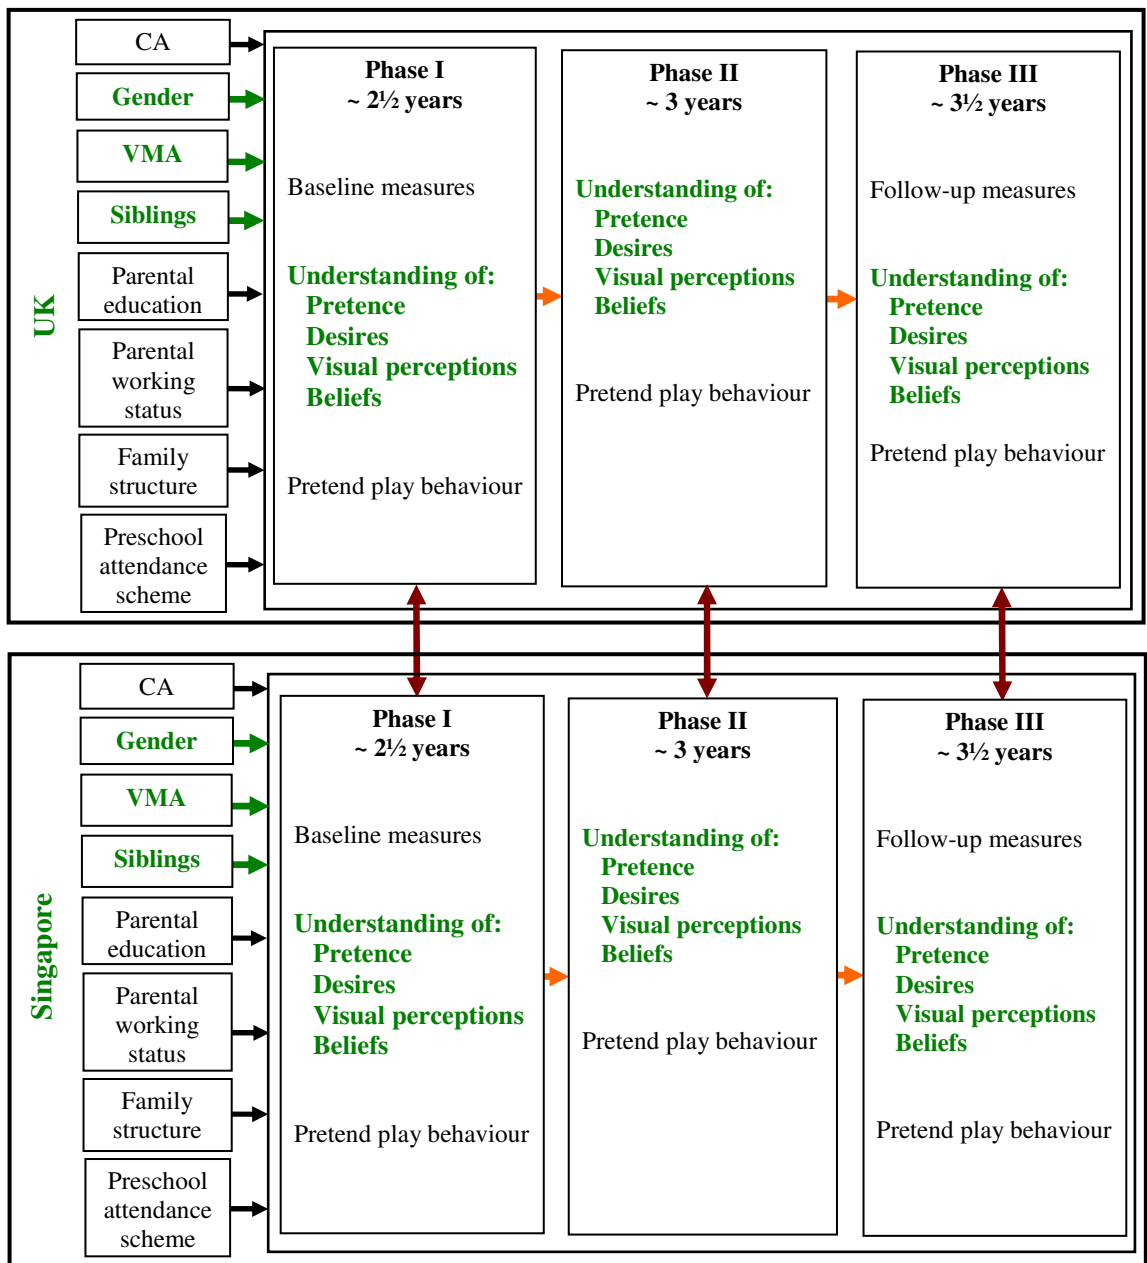 UK
CA
Gender
VMA
Siblings
Parental
education
Parental
working
status
Family
structure
Preschool
attendance
scheme
Phase I
~ 2½ years
Baseline measures
Understanding of:
Pretence
Desires
Visual perceptions
Beliefs
Pretend play behaviour
Phase II
~ 3 years
Understanding of:
Pretence
Desires
Visual perceptions
Beliefs
Pretend play behaviour
Phase III
~ 3½ years
Follow-up measures
Understanding of:
Pretence
Desires
Visual perceptions
Beliefs
Pretend play behaviour
Singapore
CA
Gender
VMA
Siblings
Parental
education
Parental
working
status
Family
structure
Preschool
attendance
scheme
Phase I
~ 2½ years
Baseline measures
Understanding of:
Pretence
Desires
Visual perceptions
Beliefs
Pretend play behaviour
Phase II
~ 3 years
Understanding of:
Pretence
Desires
Visual perceptions
Beliefs
Pretend play behaviour
Phase III
~ 3½ years
Follow-up measures
Understanding of:
Pretence
Desires
Visual perceptions
Beliefs
Pretend play behaviour